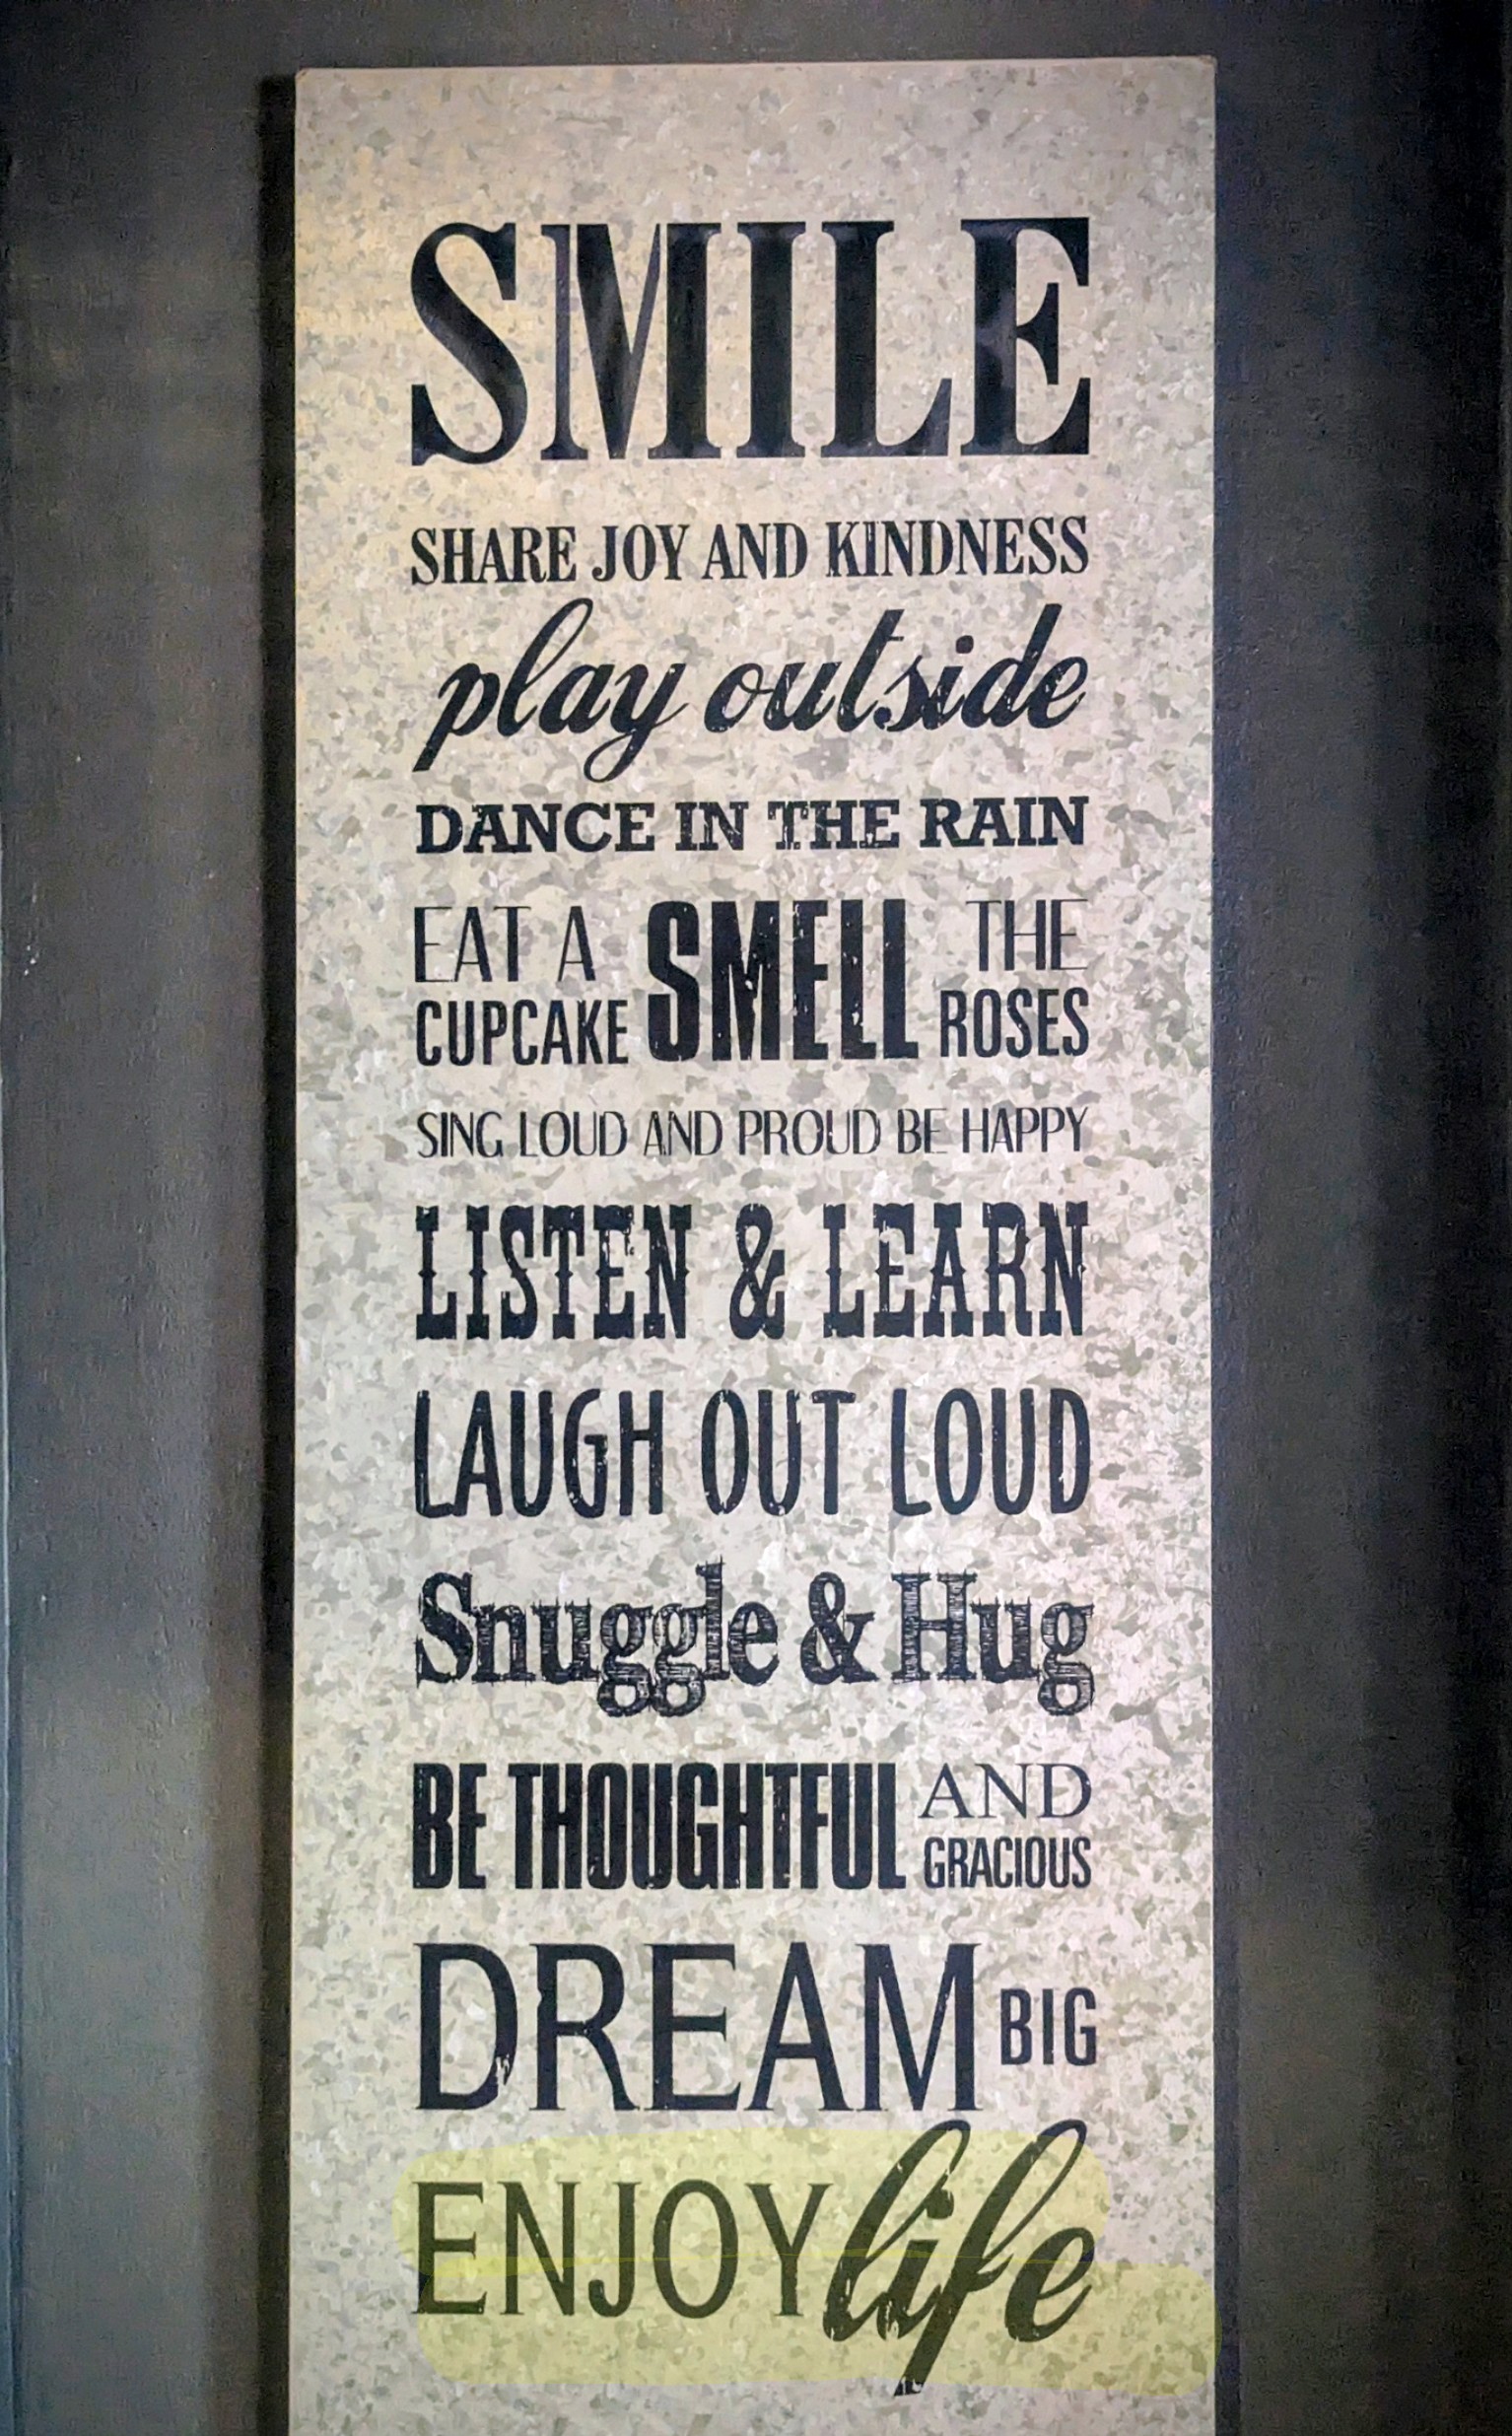 SMILE
SHARE JOY AND KINDNESS
play outside
DANCE IN THE RAIN
EAT A
CUPCAKE
SMELL
THE
ROSES
SING LOUD AND PROUD BE HAPPY
LISTEN & LEARN
LAUGH OUT LOUD
Snuggle & Hug
BE THOUGHTFUL
AND
GRACIOUS
DREAM BIG
ENJOY life